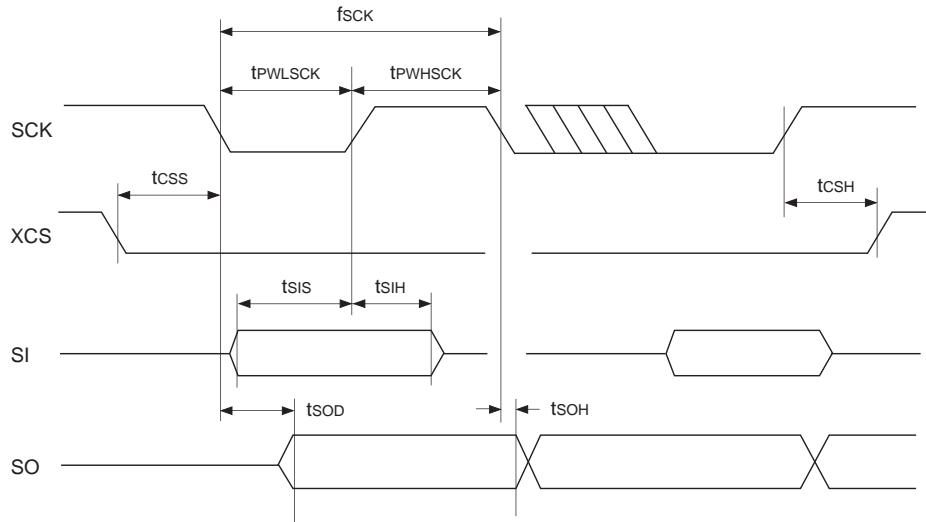 fSCK
tPWLSCK tPWHSCK
SCK
tCSS tCSH
XCS
tSIS tSIH
SI
tSOD tSOH
SO